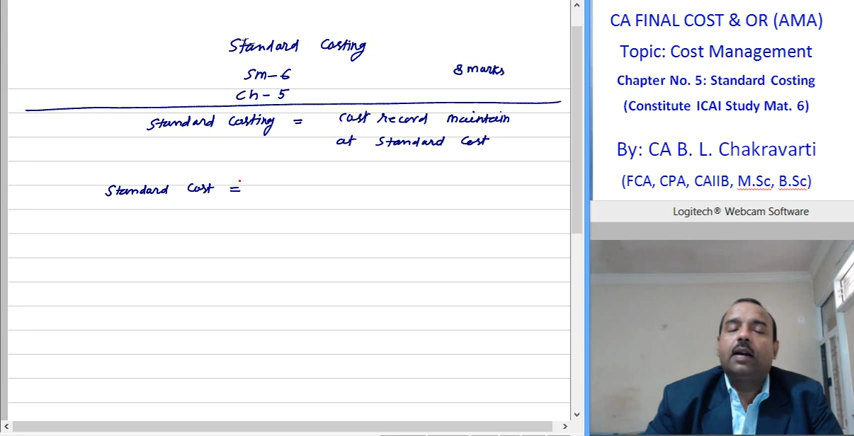 Standard Costing
Sm-6
Ch-5
8 marks
Standard Costing = cost record maintain
at standard cost
Standard cost =
CA FINAL COST & OR (AMA)
Topic: Cost Management
Chapter No. 5: Standard Costing
(Constitute ICAI Study Mat. 6)
By: CA B. L. Chakravarti
(FCA, CPA, CAIIB, M.Sc, B.Sc)
Logitech® Webcam Software